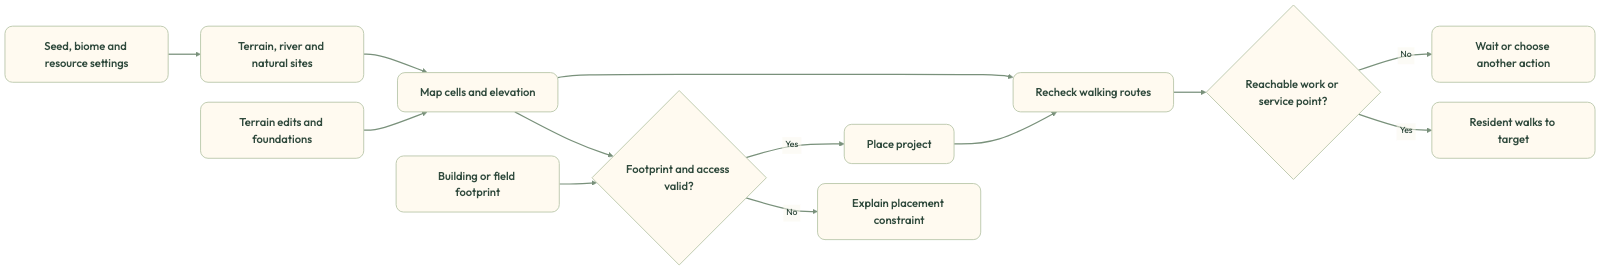 Seed, biome and
resource settings
Terrain, river and
natural sites
Terrain edits and
foundations
Map cells and elevation
Building or field
footprint
Footprint and access
valid?
Yes
No
Place project
Explain placement
constraint
Recheck walking routes
Reachable work or
service point?
No
Yes
Wait or choose
another action
Resident walks to
target